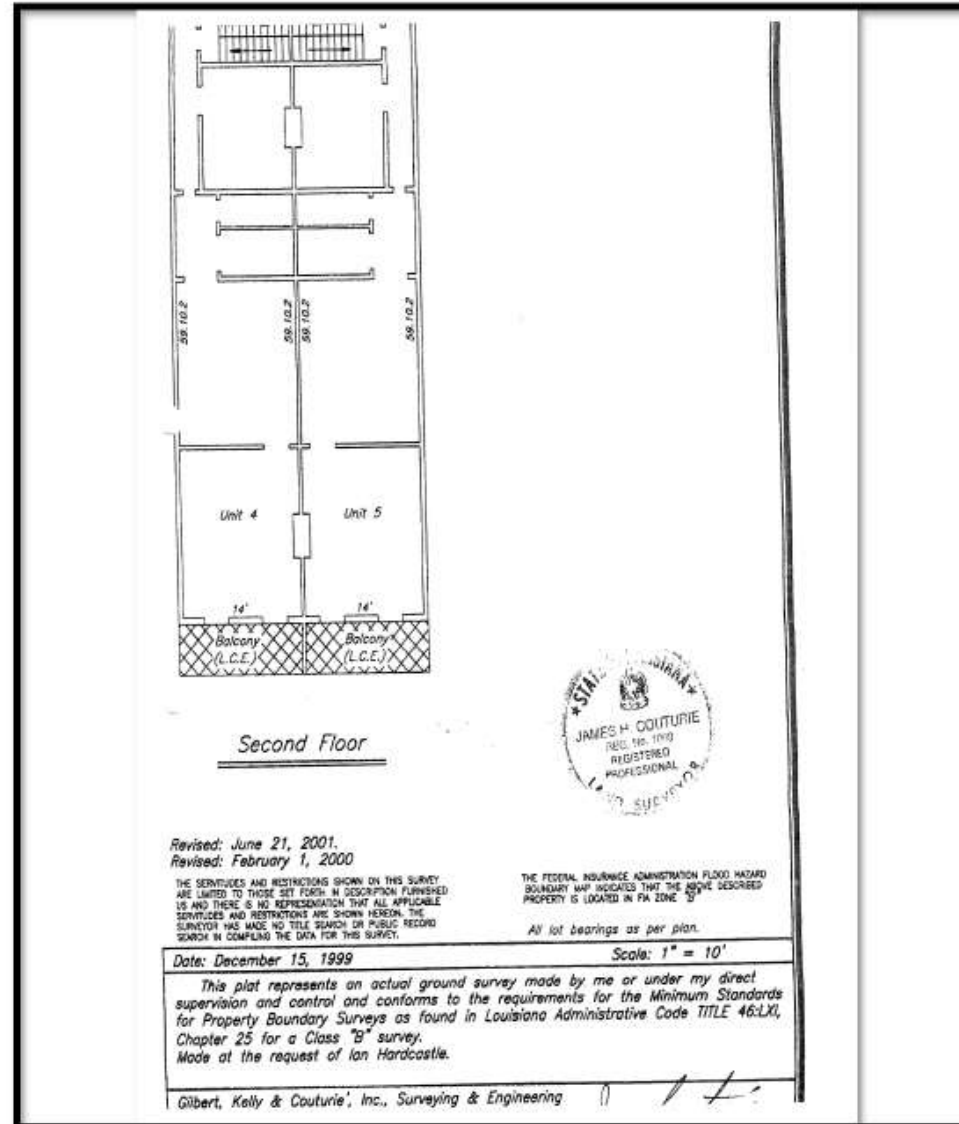 59.10.2
59.10.2
59.10.2
59.10.2
Unit 4
Unit 5
14'
14'
Balcony
(L.C.E.)
Balcony
(L.C.E.)
Second Floor
STATE
JAMES H. COUTURIE
REGISTERED
PROFESSIONAL
LAND SURVEYOR
Revised: June 21, 2001.
Revised: February 1, 2000
THE SERVITUDES AND RESTRICTIONS SHOWN ON THIS SURVEY
ARE LIMITED TO THOSE SET FORTH IN DESCRIPTION FURNISHED
US AND THERE IS NO REPRESENTATION THAT ALL APPLICABLE
SERVITUDES AND RESTRICTIONS ARE SHOWN HEREON. THE
SURVEYOR HAS MADE NO TITLE SEARCH OR PUBLIC RECORD
SEARCH IN COMPILING THE DATA FOR THIS SURVEY.
THE FEDERAL INSURANCE ADMINISTRATION FLOOD HAZARD
BOUNDARY MAP INDICATES THAT THE ABOVE DESCRIBED
PROPERTY IS LOCATED IN FIA ZONE "B"
All lot bearings as per plan.
Date: December 15, 1999
Scale: 1" = 10'
This plat represents an actual ground survey made by me or under my direct
supervision and control and conforms to the requirements for the Minimum Standards
for Property Boundary Surveys as found in Louisiana Administrative Code TITLE 46:LXI,
Chapter 25 for a Class "B" survey.
Made at the request of Ian Hardcastle.
Gilbert, Kelly & Couturie', Inc., Surveying & Engineering